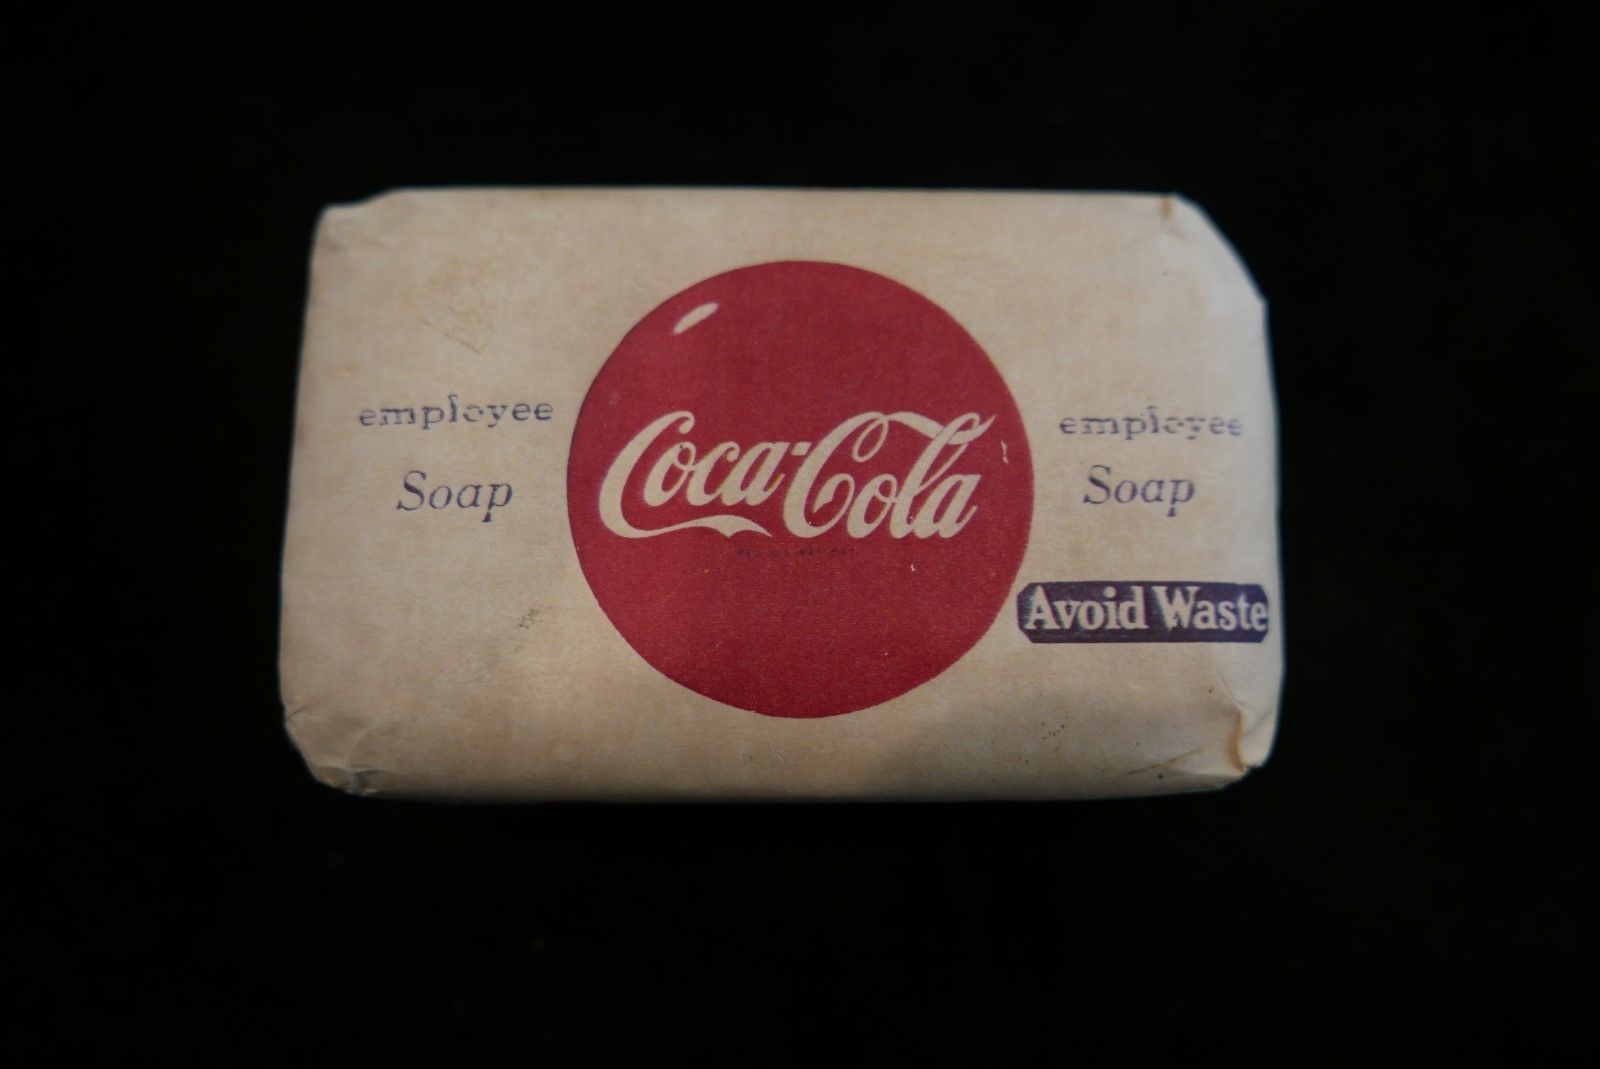 employee
Soap
Coca-Cola
employee
Soap
Avoid Waste